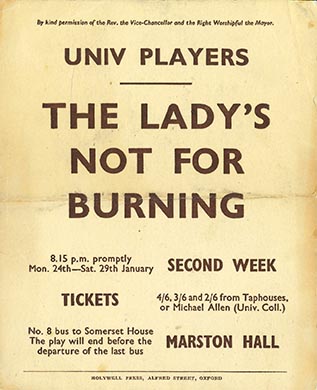 By kind permission of the Rev. the Vice-Chancellor and the Right Worshipful the Mayor.
UNIV PLAYERS
THE LADY'S
NOT FOR
BURNING
8.15 p.m. promptly
Mon. 24th—Sat. 29th January
SECOND WEEK
TICKETS
4/6, 3/6 and 2/6 from Taphouses,
or Michael Allen (Univ. Coll.)
No. 8 bus to Somerset House
The play will end before the
departure of the last bus
MARSTON HALL
HOLYWELL PRESS, ALFRED STREET, OXFORD